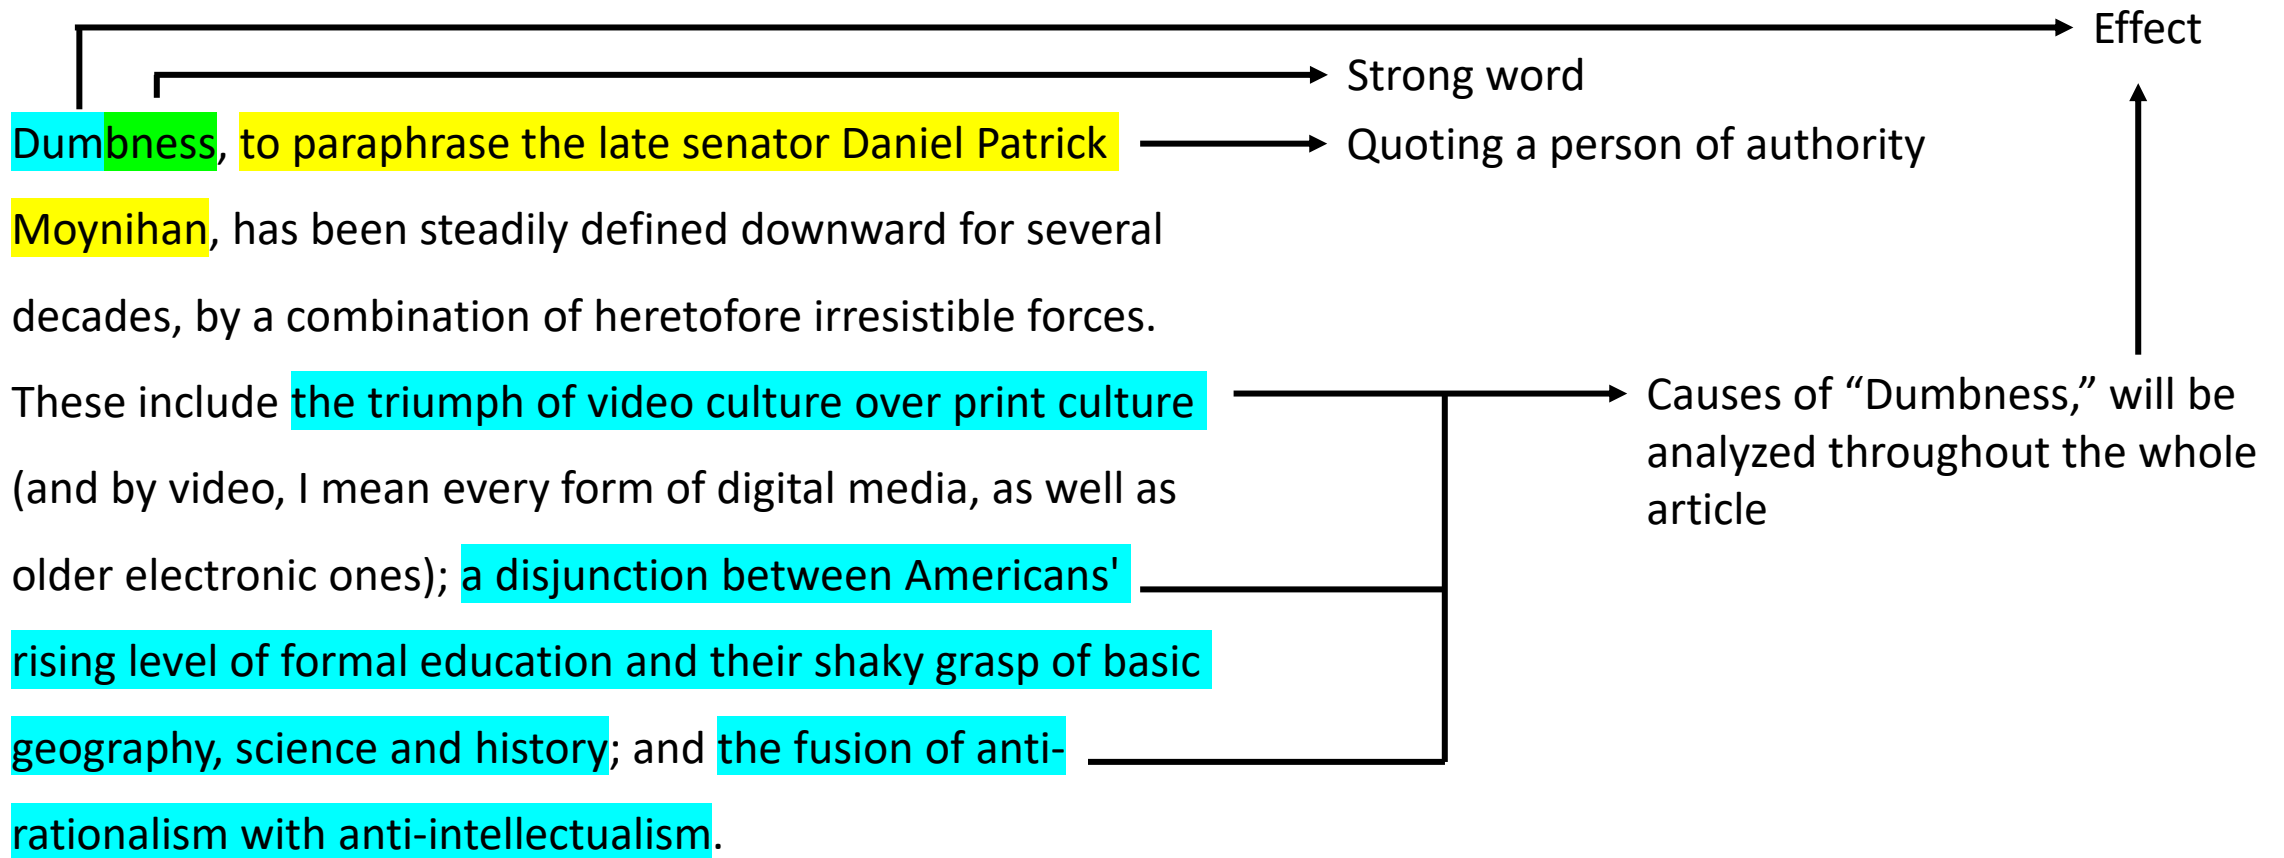 Effect
Strong word
Dumbness, to paraphrase the late senator Daniel Patrick
Quoting a person of authority
Moynihan, has been steadily defined downward for several
decades, by a combination of heretofore irresistible forces.
These include the triumph of video culture over print culture
(and by video, I mean every form of digital media, as well as
older electronic ones); a disjunction between Americans'
rising level of formal education and their shaky grasp of basic
geography, science and history; and the fusion of anti-
rationalism with anti-intellectualism.
Causes of “Dumbness,” will be
analyzed throughout the whole
article